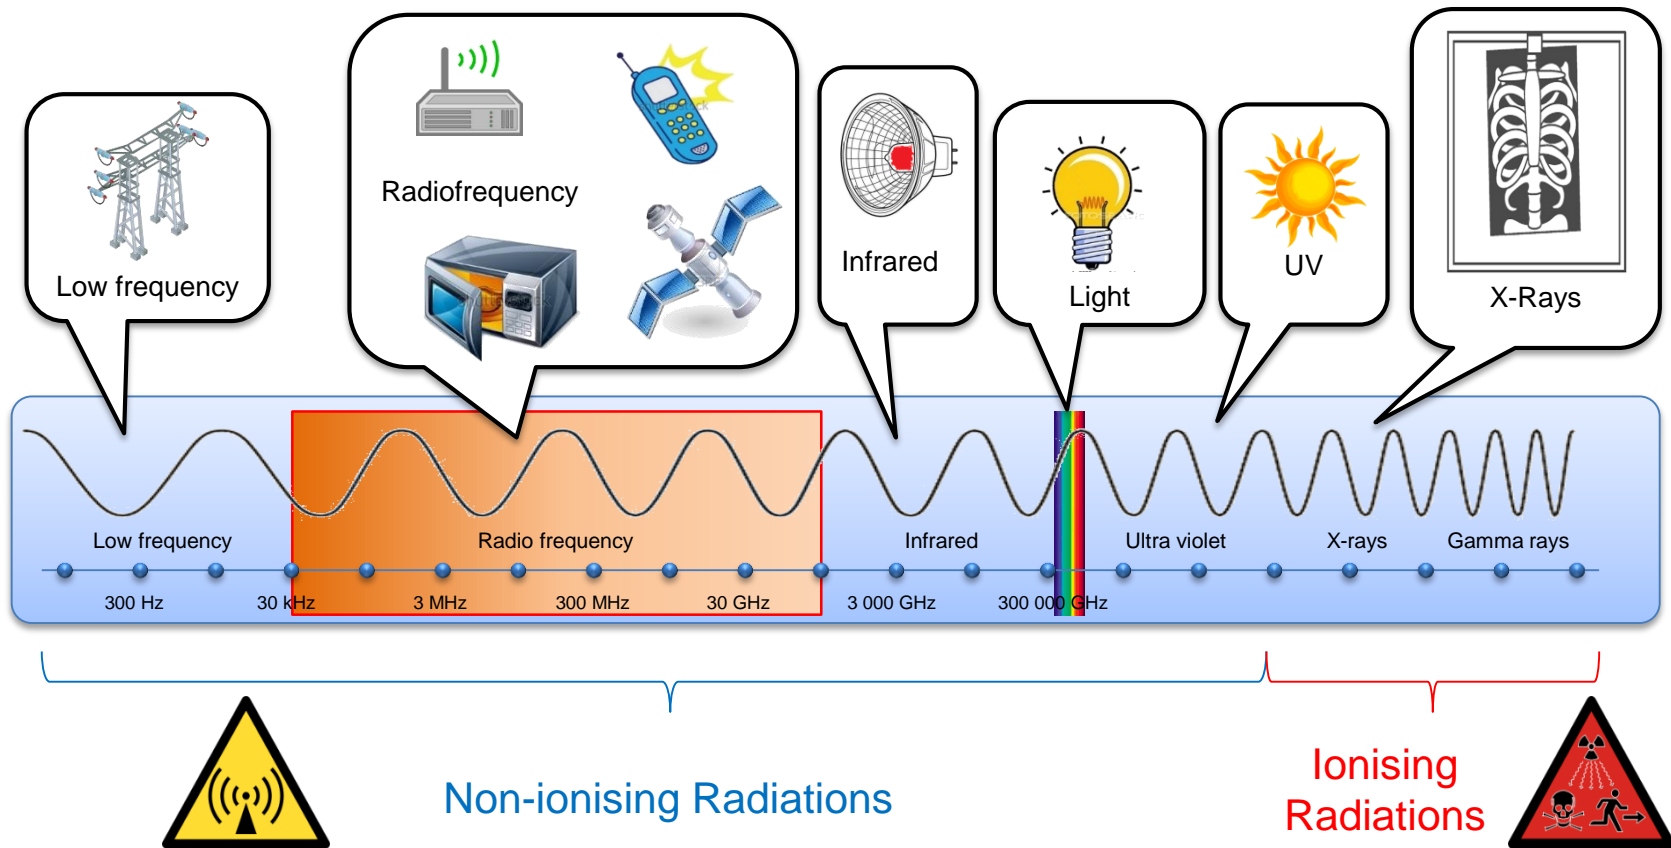 Low frequency
Radiofrequency
Infrared
Light
UV
X-Rays
Low frequency
Radio frequency
Infrared
Ultra violet
X-rays
Gamma rays
300 Hz
30 kHz
3 MHz
300 MHz
30 GHz
3 000 GHz
300 000 GHz
Non-ionising Radiations
Ionising
Radiations